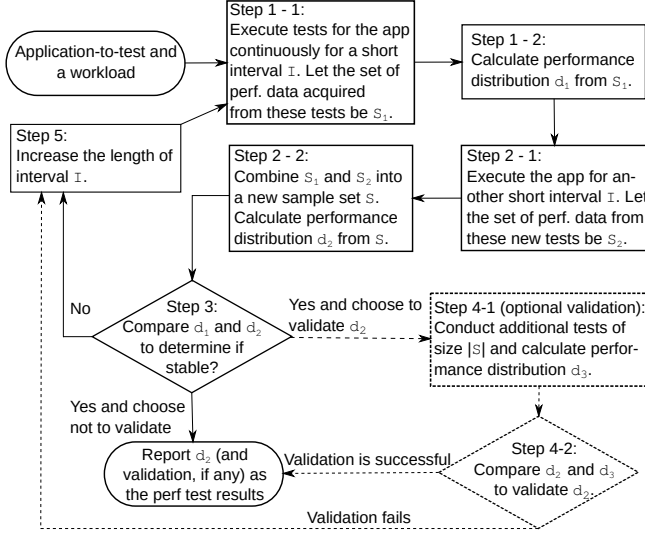 Application-to-test and
a workload
Step 1 - 1:
Execute tests for the app
continuously for a short
interval I. Let the set of
perf. data acquired
from these tests be S₁.
Step 1 - 2:
Calculate performance
distribution d₁ from S₁.
Step 5:
Increase the length of
interval I.
Step 2 - 2:
Combine S₁ and S₂ into
a new sample set S.
Calculate performance
distribution d₂ from S.
Step 2 - 1:
Execute the app for an-
other short interval I. Let
the set of perf. data from
these new tests be S₂.
No
Step 3:
Compare d₁ and d₂
to determine if
stable?
Yes and choose to
validate d₂
Step 4-1 (optional validation):
Conduct additional tests of
size |S| and calculate perfor-
mance distribution d₃.
Yes and choose
not to validate
Report d₂ (and
validation, if any) as
the perf test results
Validation is successful
Step 4-2:
Compare d₂ and d₃
to validate d₂.
Validation fails